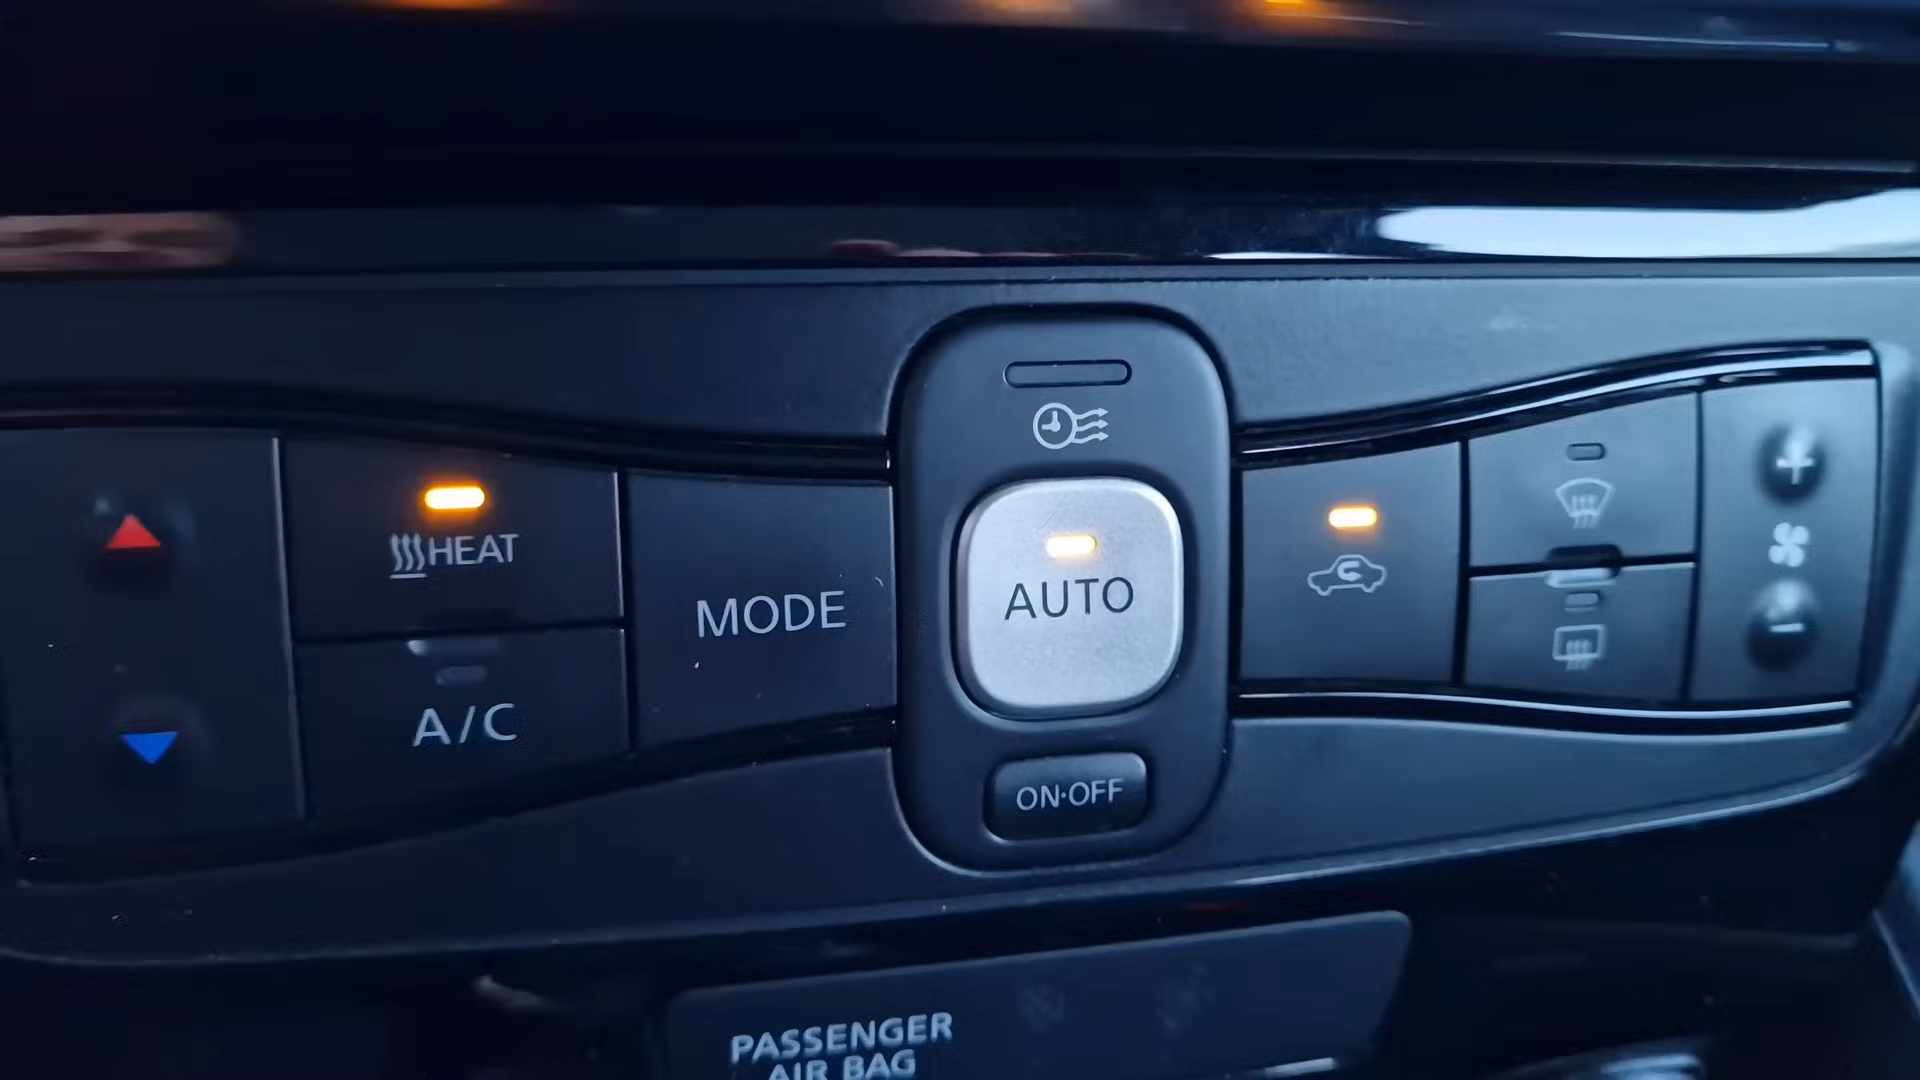 HEAT
MODE
A/C
AUTO
ON·OFF
PASSENGER
AIR BAG